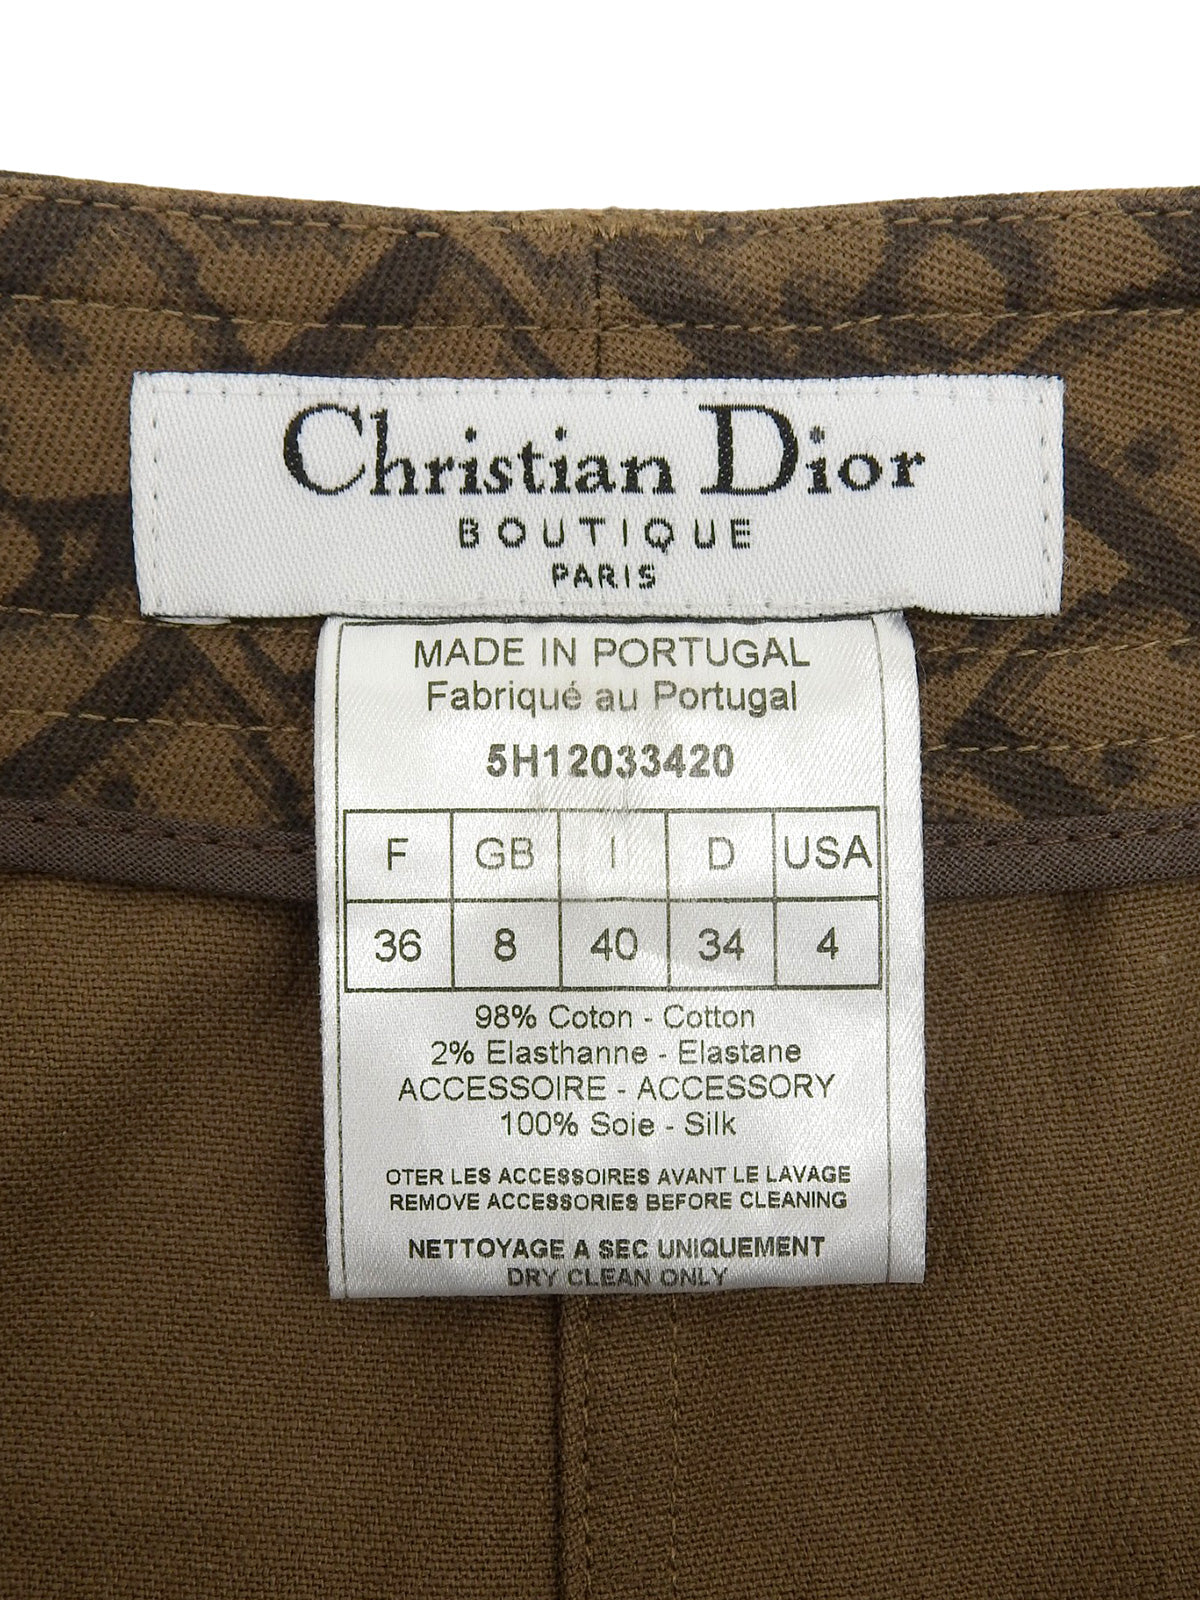 Christian Dior
BOUTIQUE
PARIS
MADE IN PORTUGAL
Fabriqué au Portugal
5H12033420
F GB I D USA
36 8 40 34 4
98% Coton - Cotton
2% Elasthanne - Elastane
ACCESSOIRE - ACCESSORY
100% Soie - Silk
OTER LES ACCESSOIRES AVANT LE LAVAGE
REMOVE ACCESSORIES BEFORE CLEANING
NETTOYAGE A SEC UNIQUEMENT
DRY CLEAN ONLY